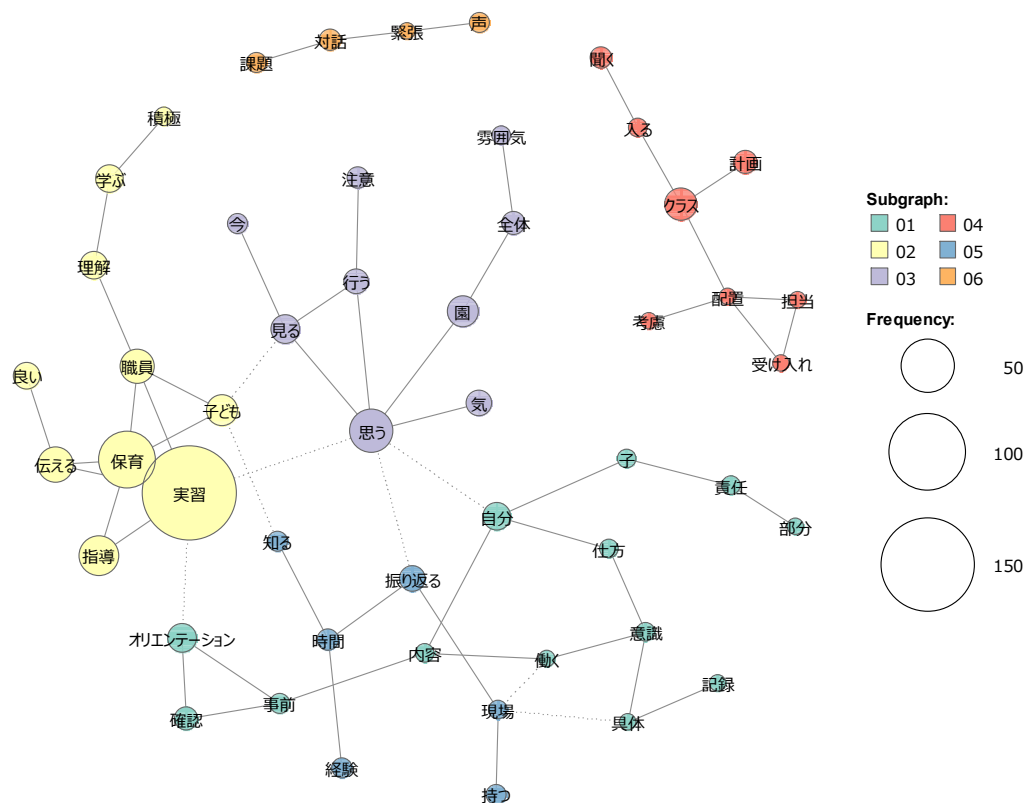 声
緊張
対話
課題
聞く
積極
入る
雰囲気
計画
学ぶ
注意
クラス
今
全体
理解
行う
配置
担当
園
考慮
見る
受け入れ
職員
良い
子ども
気
思う
伝える
保育
子
実習
責任
自分
部分
知る
仕方
指導
振り返る
オリエンテーション
時間
意識
内容
働く
記録
事前
現場
確認
具体
経験
持つ
Subgraph:
01 04
02 05
03 06
Frequency:
50
100
150